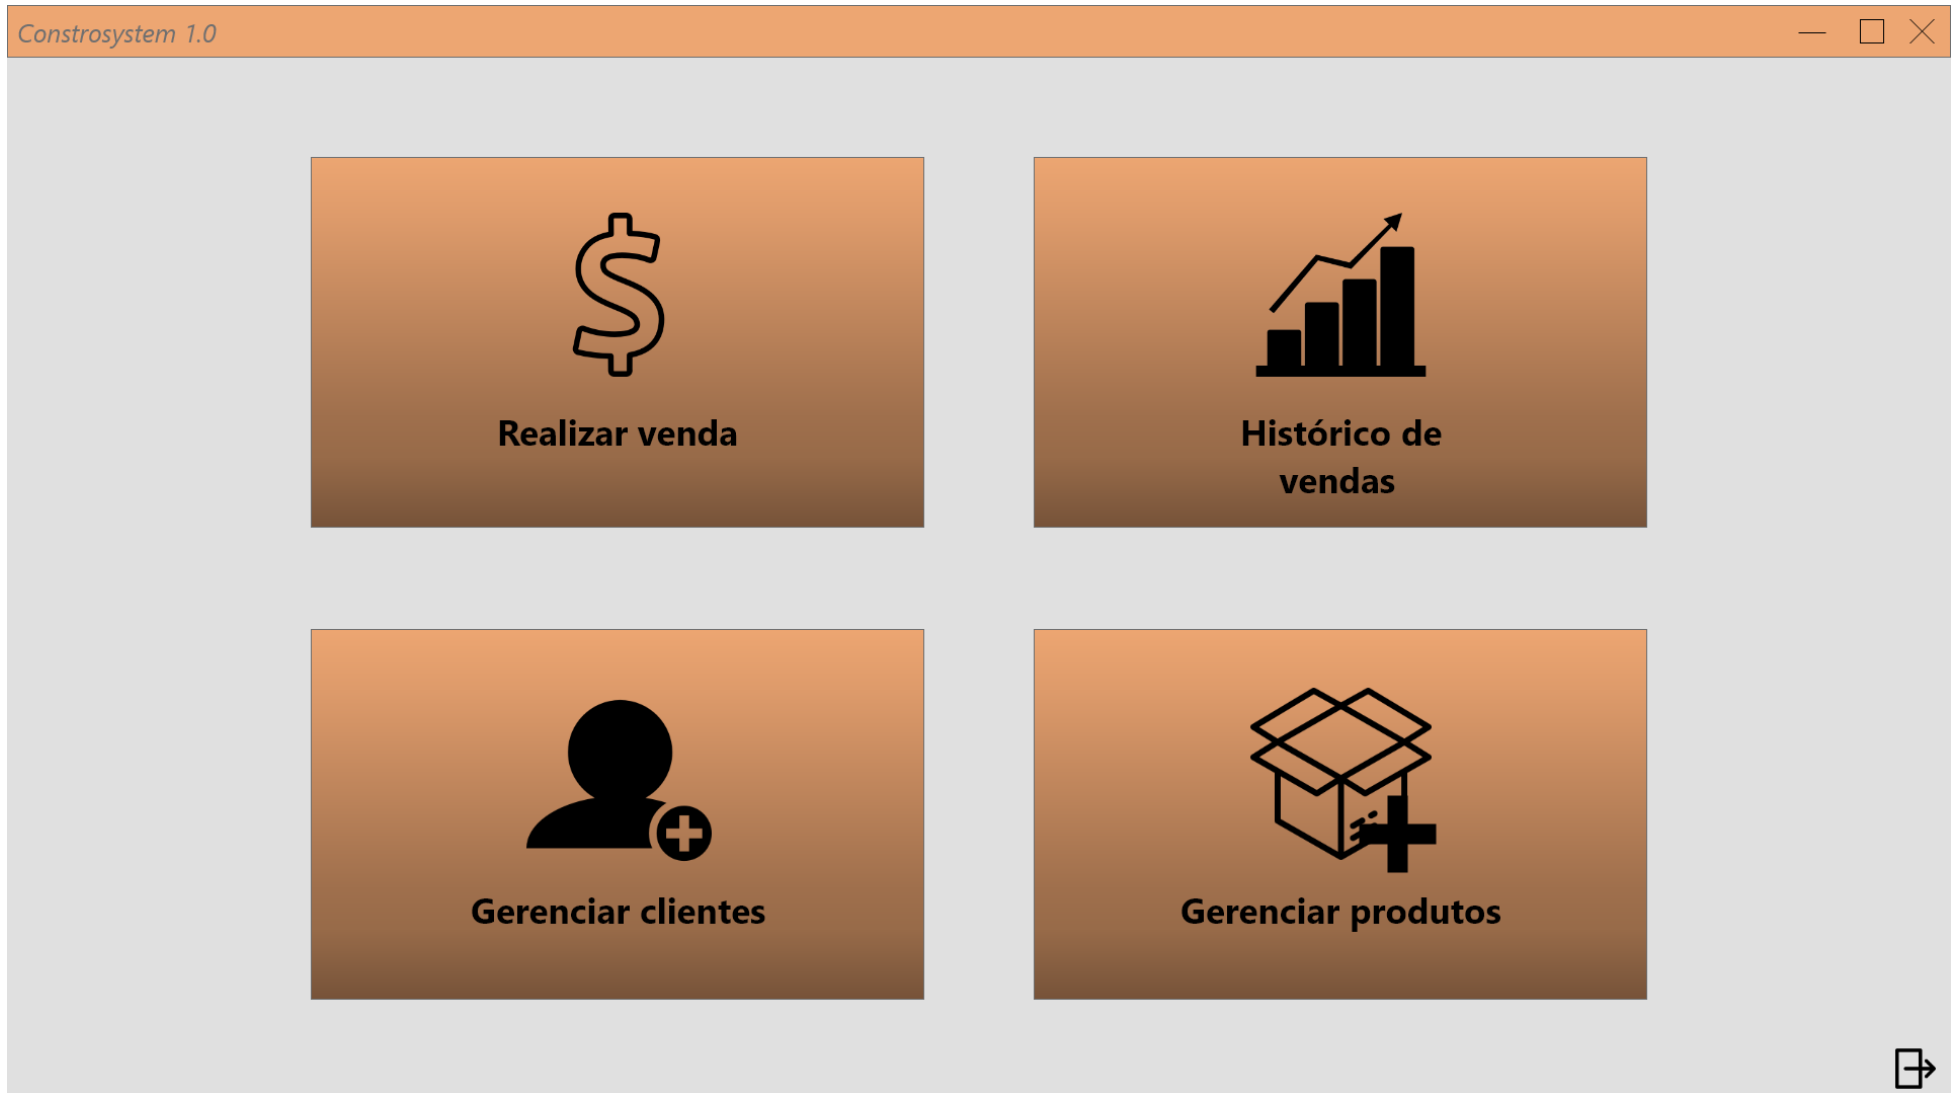 Constrosystem 1.0
Realizar venda
Histórico de
vendas
Gerenciar clientes
Gerenciar produtos